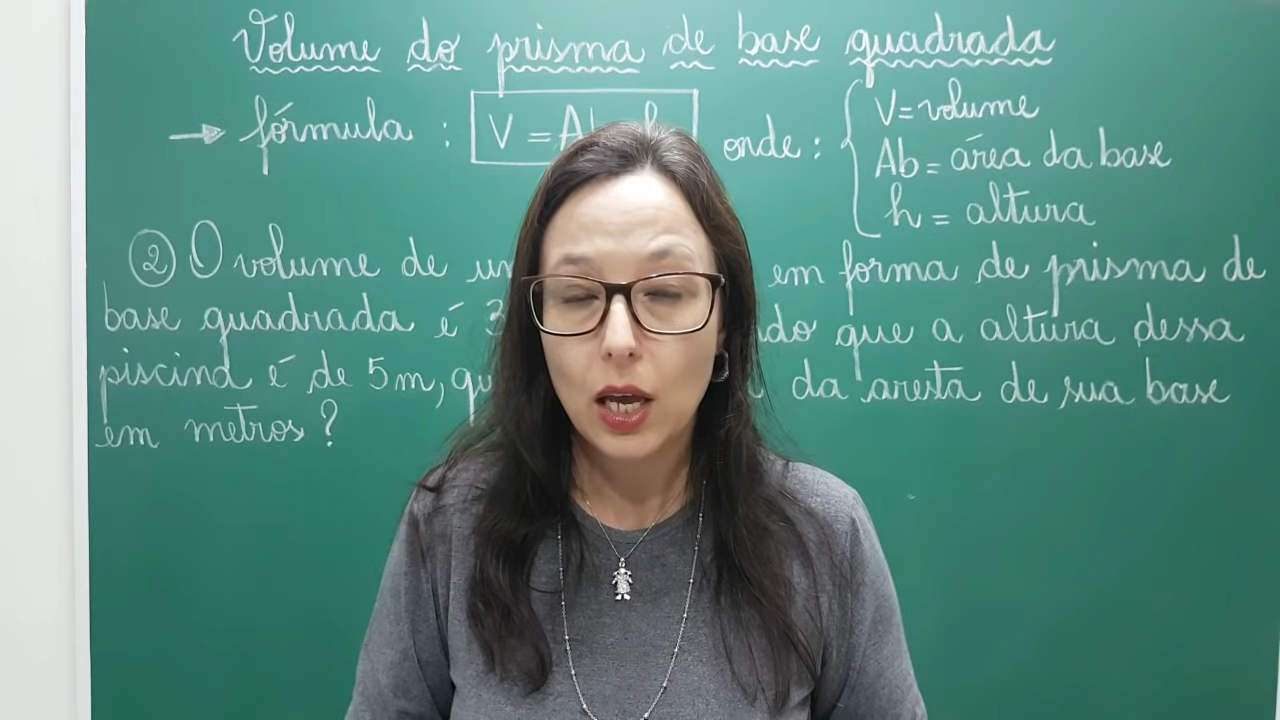 Volume do prisma de base quadrada
→ fórmula : V = Ab onde :
V = volume
Ab = área da base
h = altura
② O volume de em forma de prisma de
base quadrada é que a altura dessa
piscina é de 5m, da aresta de sua base
em metros ?